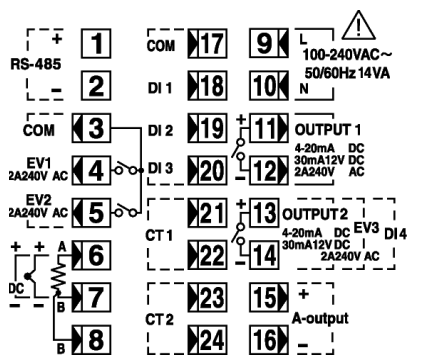 + 1 COM 17 9 L
RS-485 100-240VAC～
- 2 DI 1 18 10 N 50/60Hz 14VA
COM 3 DI 2 19 + 11 OUTPUT 1
4-20mA DC
EV1 4 DI 3 20 - 12 30mA12V DC
2A240V AC 2A240V AC
EV2 5 21 + 13 OUTPUT 2 EV3 DI4
2A240V AC CT 1 4-20mA DC
30mA12V DC
+ + A 6 22 - 14 2A240V AC
DC 7 23 15 +
- - B CT 2 A-output
B 8 24 16 -